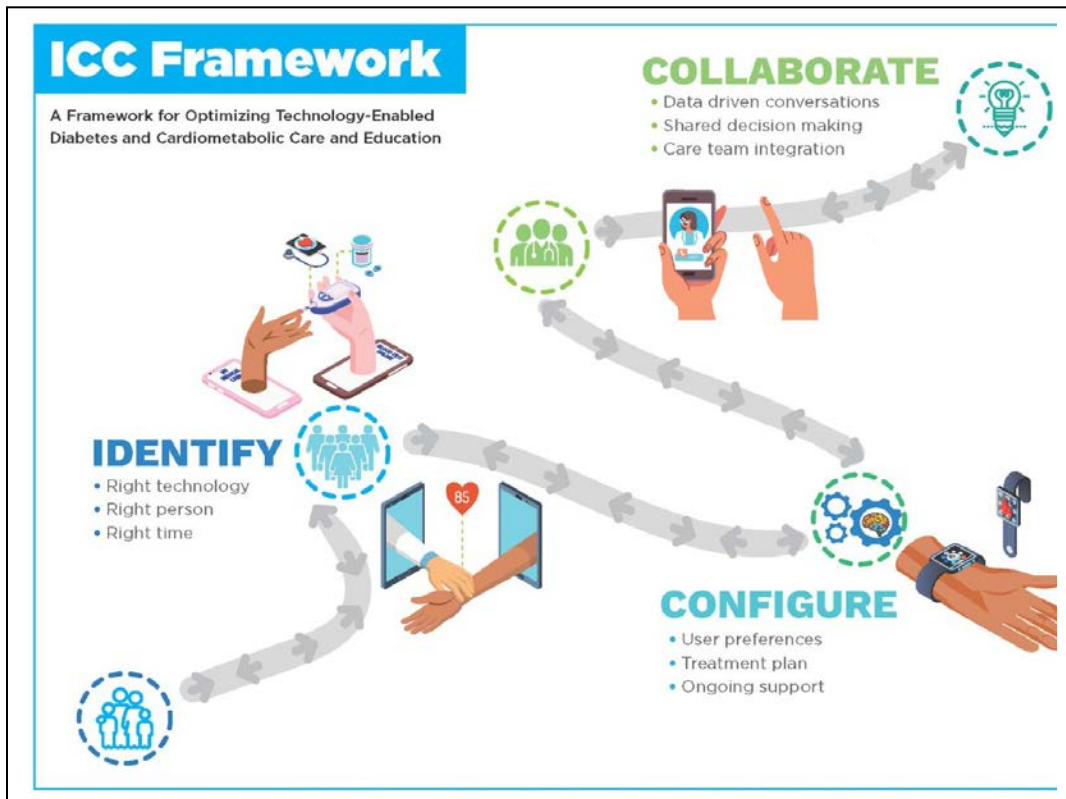 ICC Framework
A Framework for Optimizing Technology-Enabled
Diabetes and Cardiometabolic Care and Education
COLLABORATE
• Data driven conversations
• Shared decision making
• Care team integration
IDENTIFY
• Right technology
• Right person
• Right time
85
CONFIGURE
• User preferences
• Treatment plan
• Ongoing support